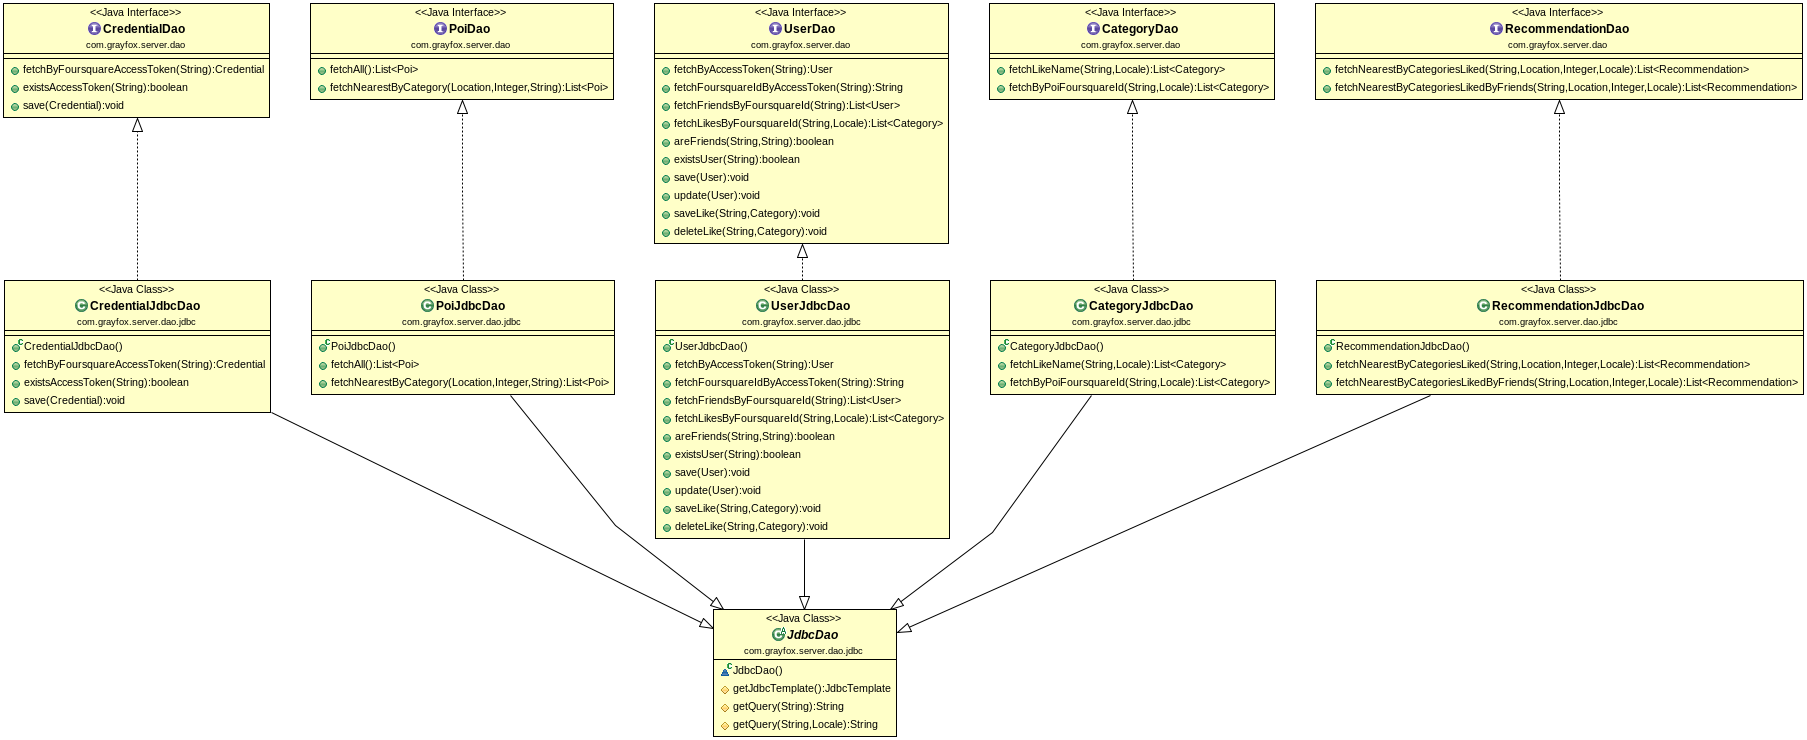 <<Java Interface>>
CredentialDao
com.grayfox.server.dao
fetchByFoursquareAccessToken(String):Credential
existsAccessToken(String):boolean
save(Credential):void
<<Java Interface>>
PoiDao
com.grayfox.server.dao
fetchAll():List<Poi>
fetchNearestByCategory(Location,Integer,String):List<Poi>
<<Java Interface>>
UserDao
com.grayfox.server.dao
fetchByAccessToken(String):User
fetchFoursquareIdByAccessToken(String):String
fetchFriendsByFoursquareId(String):List<User>
fetchLikesByFoursquareId(String,Locale):List<Category>
areFriends(String,String):boolean
existsUser(String):boolean
save(User):void
update(User):void
saveLike(String,Category):void
deleteLike(String,Category):void
<<Java Interface>>
CategoryDao
com.grayfox.server.dao
fetchLikeName(String,Locale):List<Category>
fetchByPoiFoursquareId(String,Locale):List<Category>
<<Java Interface>>
RecommendationDao
com.grayfox.server.dao
fetchNearestByCategoriesLiked(String,Location,Integer,Locale):List<Recommendation>
fetchNearestByCategoriesLikedByFriends(String,Location,Integer,Locale):List<Recommendation>
<<Java Class>>
CredentialJdbcDao
com.grayfox.server.dao.jdbc
CredentialJdbcDao()
fetchByFoursquareAccessToken(String):Credential
existsAccessToken(String):boolean
save(Credential):void
<<Java Class>>
PoiJdbcDao
com.grayfox.server.dao.jdbc
PoiJdbcDao()
fetchAll():List<Poi>
fetchNearestByCategory(Location,Integer,String):List<Poi>
<<Java Class>>
UserJdbcDao
com.grayfox.server.dao.jdbc
UserJdbcDao()
fetchByAccessToken(String):User
fetchFoursquareIdByAccessToken(String):String
fetchFriendsByFoursquareId(String):List<User>
fetchLikesByFoursquareId(String,Locale):List<Category>
areFriends(String,String):boolean
existsUser(String):boolean
save(User):void
update(User):void
saveLike(String,Category):void
deleteLike(String,Category):void
<<Java Class>>
CategoryJdbcDao
com.grayfox.server.dao.jdbc
CategoryJdbcDao()
fetchLikeName(String,Locale):List<Category>
fetchByPoiFoursquareId(String,Locale):List<Category>
<<Java Class>>
RecommendationJdbcDao
com.grayfox.server.dao.jdbc
RecommendationJdbcDao()
fetchNearestByCategoriesLiked(String,Location,Integer,Locale):List<Recommendation>
fetchNearestByCategoriesLikedByFriends(String,Location,Integer,Locale):List<Recommendation>
<<Java Class>>
JdbcDao
com.grayfox.server.dao.jdbc
JdbcDao()
getJdbcTemplate():JdbcTemplate
getQuery(String):String
getQuery(String,Locale):String